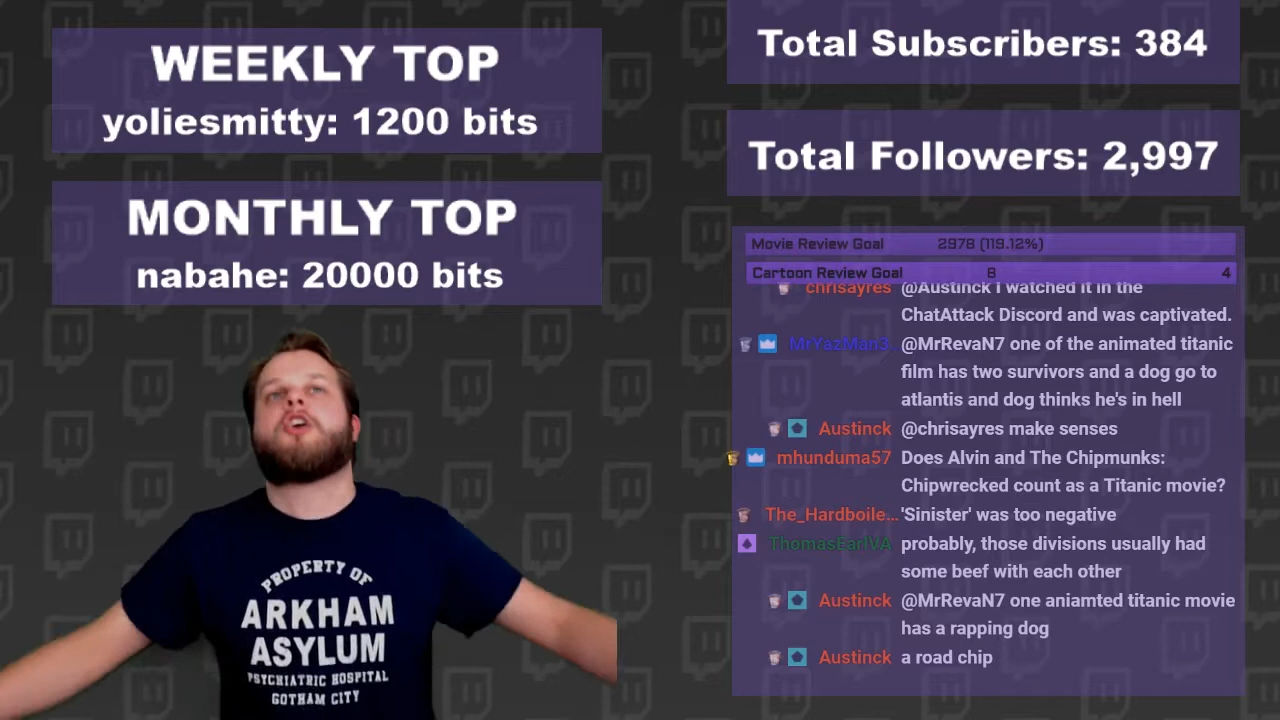 WEEKLY TOP
yoliesmitty: 1200 bits
MONTHLY TOP
nabahe: 20000 bits
Total Subscribers: 384
Total Followers: 2,997
Movie Review Goal 2978 (119.12%)
Cartoon Review Goal 8 4
chrisayres @Austinck I watched it in the
ChatAttack Discord and was captivated.
MrYazMan3... @MrRevaN7 one of the animated titanic
film has two survivors and a dog go to
atlantis and dog thinks he's in hell
Austinck @chrisayres make senses
mhunduma57 Does Alvin and The Chipmunks:
Chipwrecked count as a Titanic movie?
The_Hardboile... 'Sinister' was too negative
ThomasEarlVA probably, those divisions usually had
some beef with each other
Austinck @MrRevaN7 one aniamted titanic movie
has a rapping dog
Austinck a road chip
PROPERTY OF
ARKHAM
ASYLUM
PSYCHIATRIC HOSPITAL
GOTHAM CITY